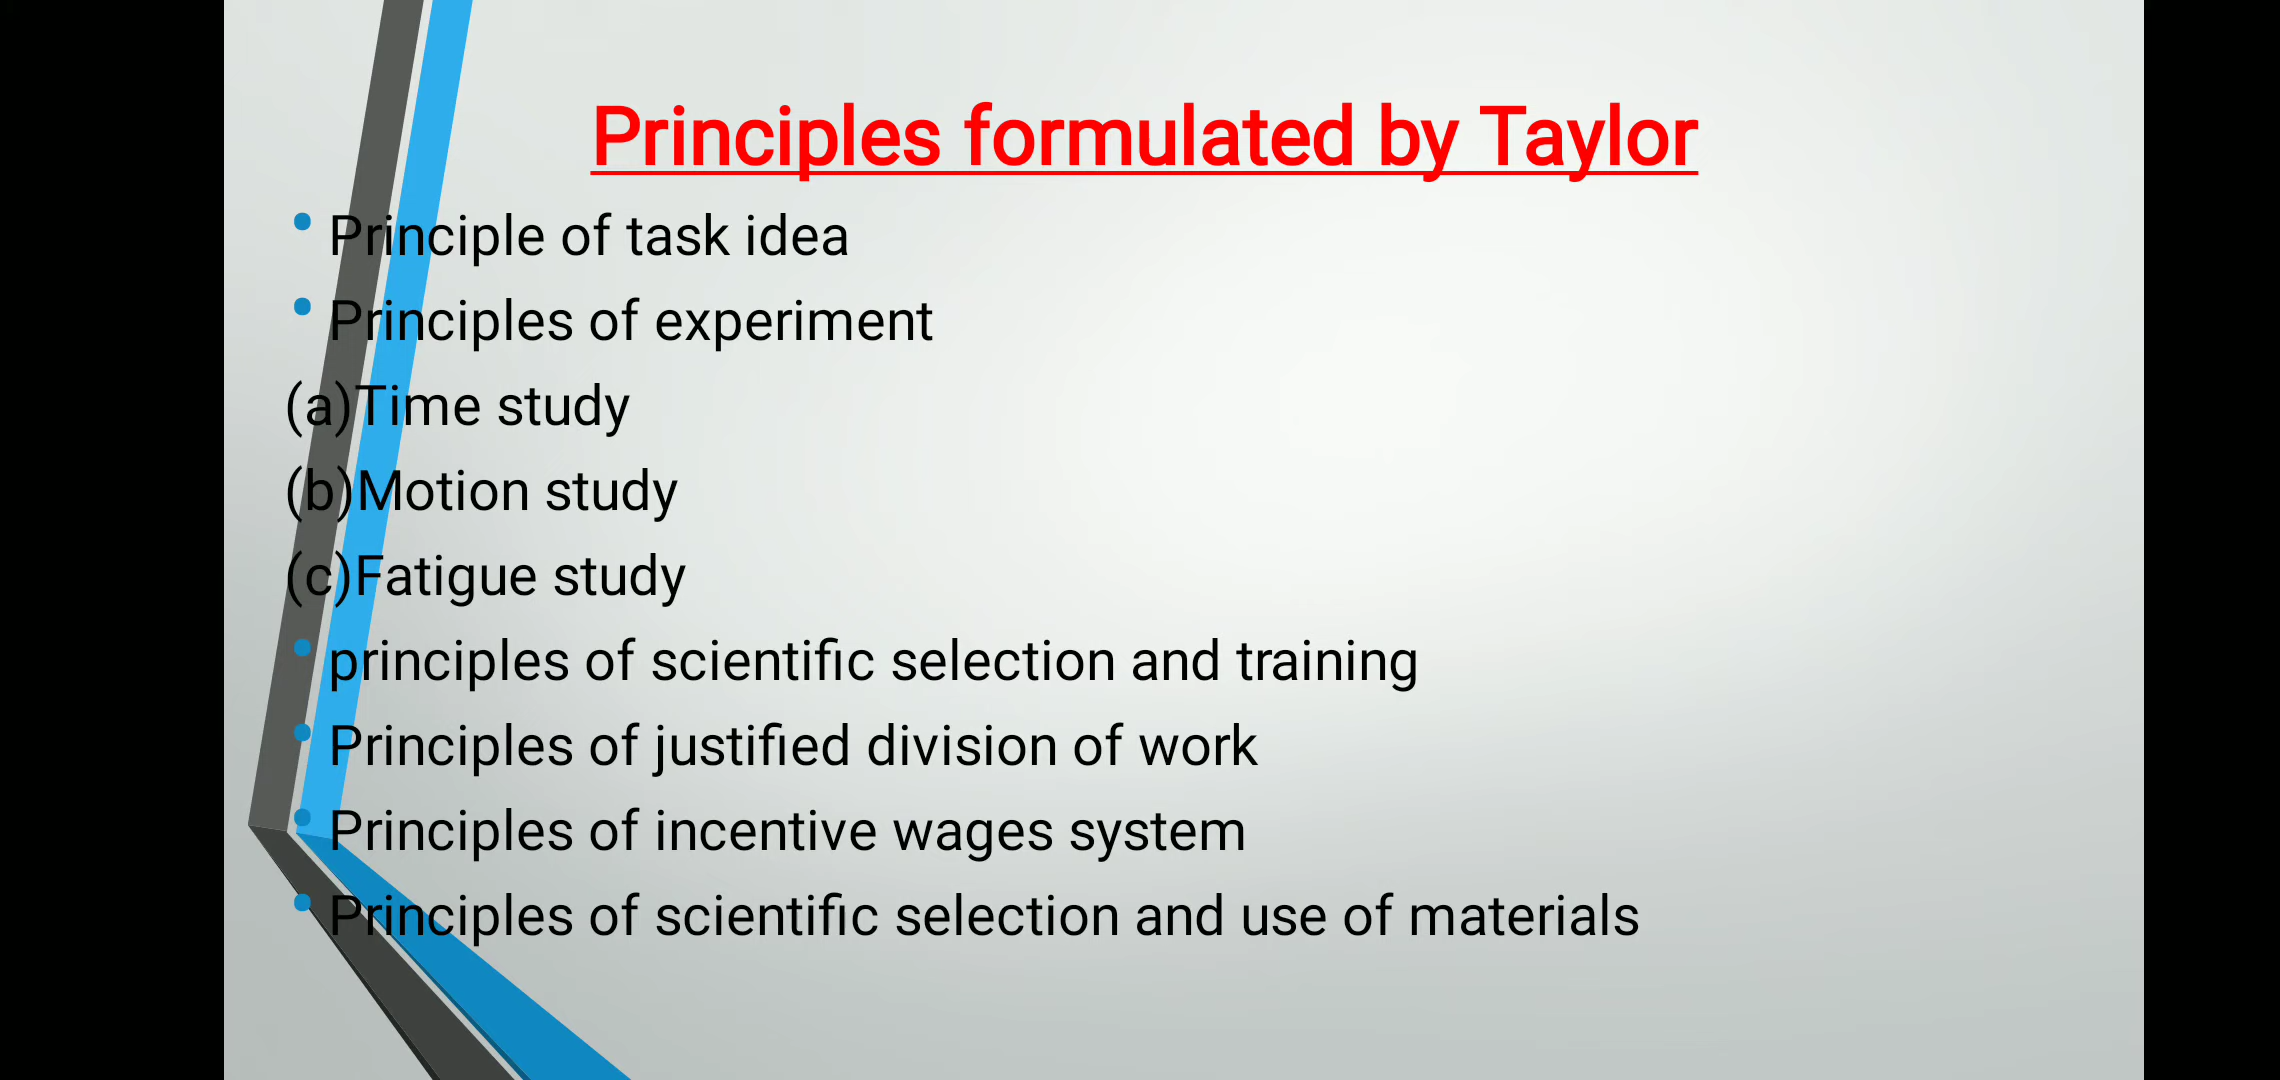 Principles formulated by Taylor
• Principle of task idea
• Principles of experiment
(a)Time study
(b)Motion study
(c)Fatigue study
• principles of scientific selection and training
• Principles of justified division of work
• Principles of incentive wages system
• Principles of scientific selection and use of materials